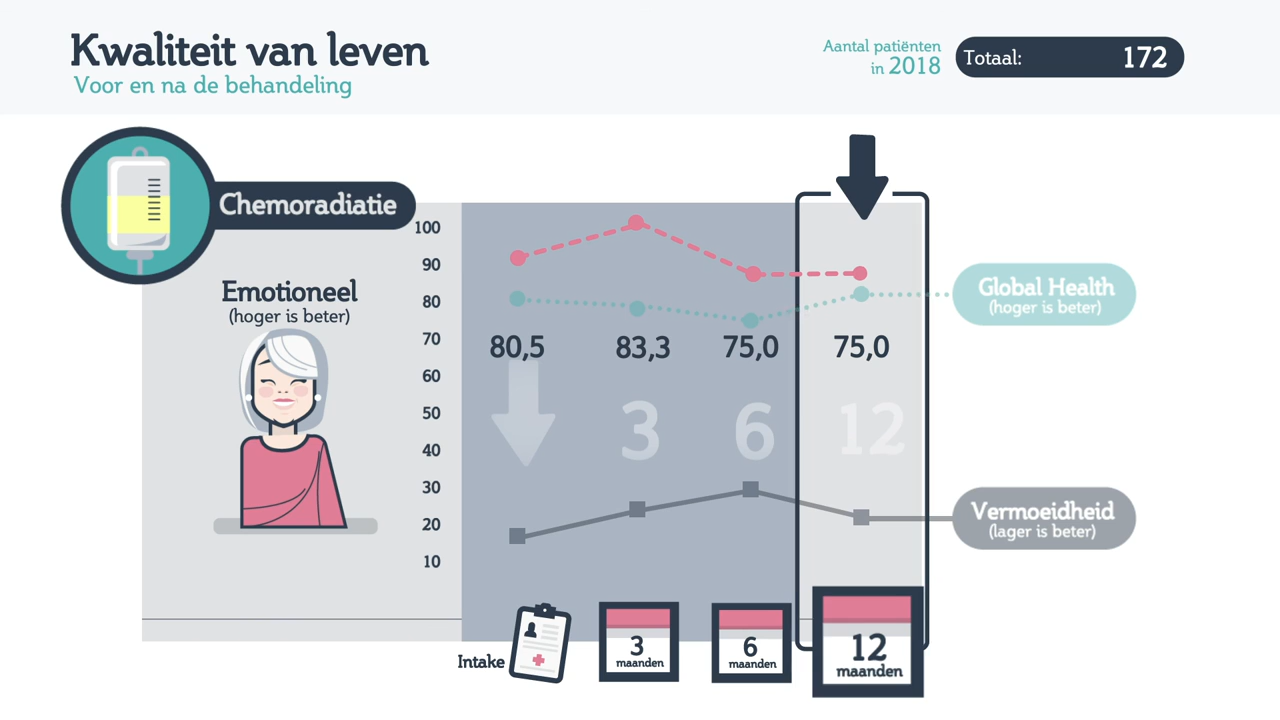 Kwaliteit van leven
Voor en na de behandeling
Aantal patiënten
in 2018
Totaal: 172
Chemoradiatie
Emotioneel
(hoger is beter)
100
90
80
70
60
50
40
30
20
10
80,5 83,3 75,0 75,0
3 6 12
Global Health
(hoger is beter)
Vermoeidheid
(lager is beter)
Intake
3
maanden
6
maanden
12
maanden